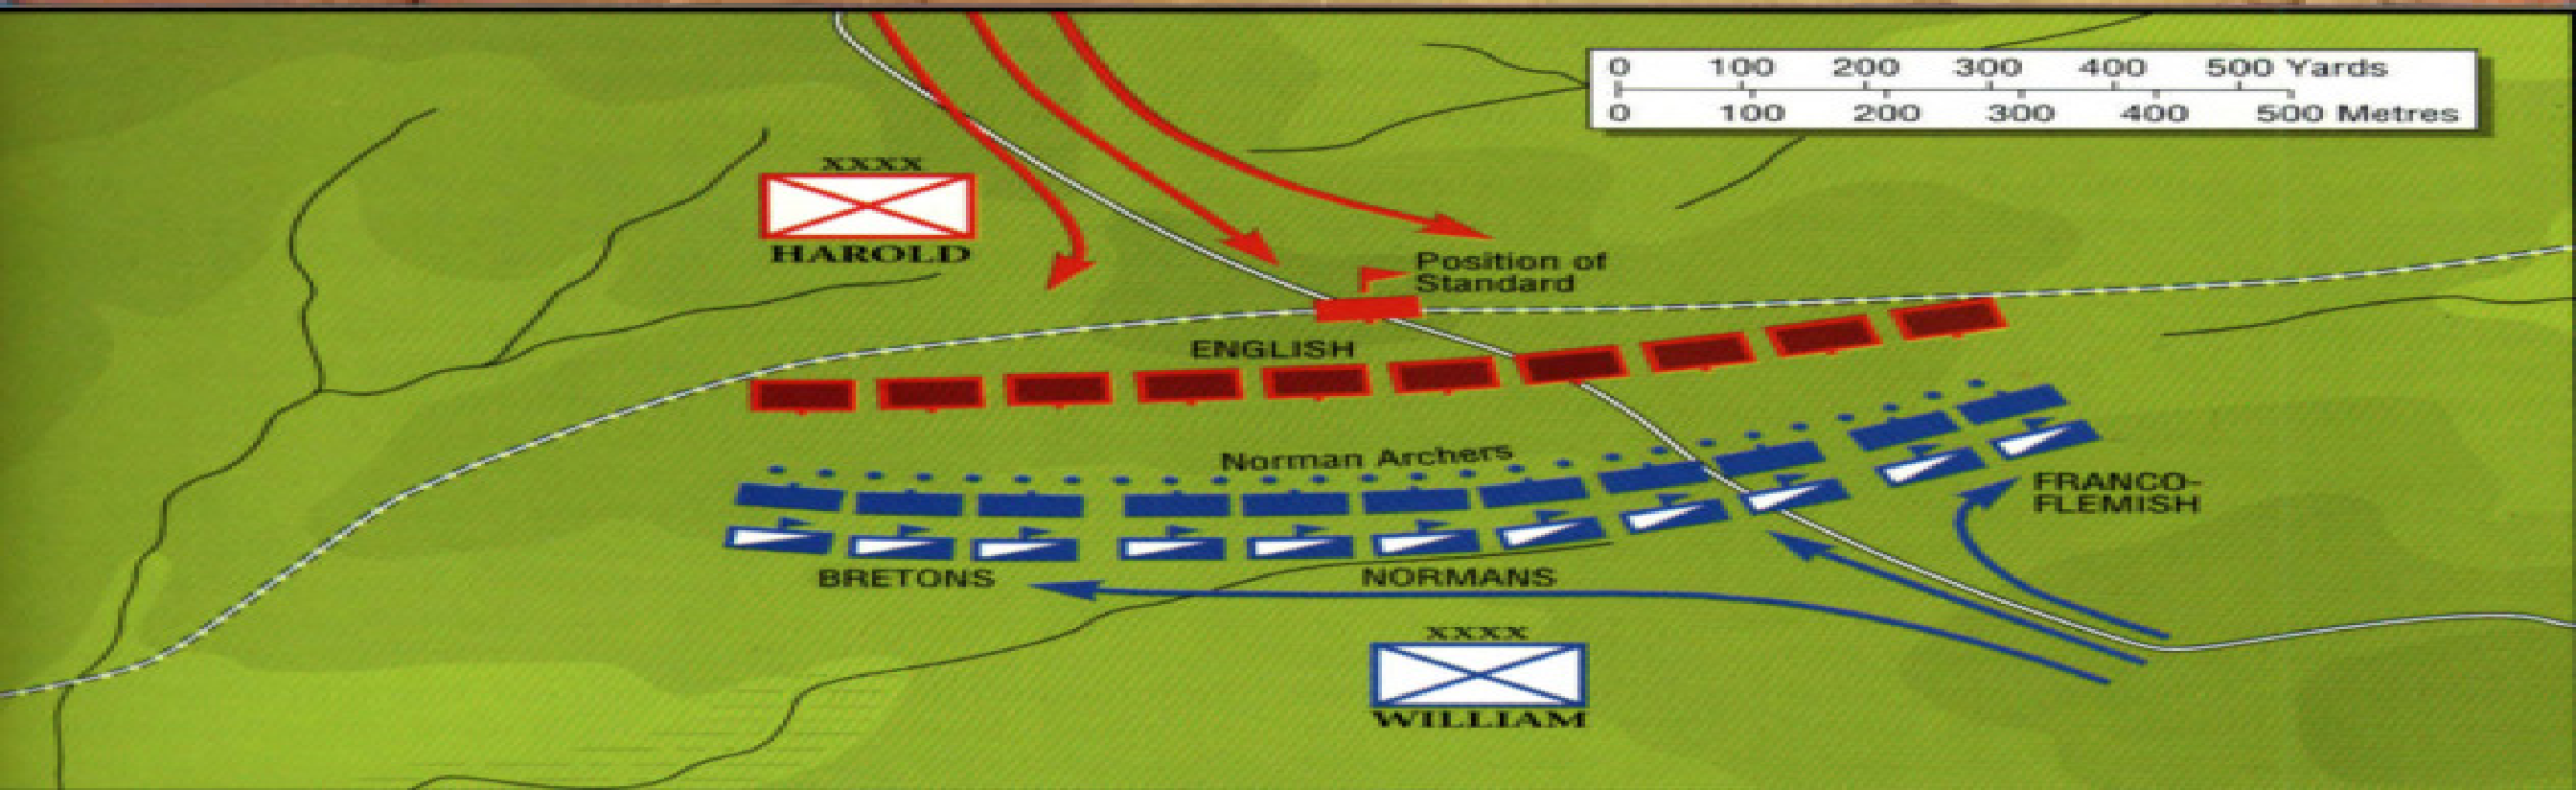 0 100 200 300 400 500 Yards
0 100 200 300 400 500 Metres
XXXX
HAROLD
Position of
Standard
ENGLISH
Norman Archers
FRANCO-
FLEMISH
BRETONS
NORMANS
XXXX
WILLIAM